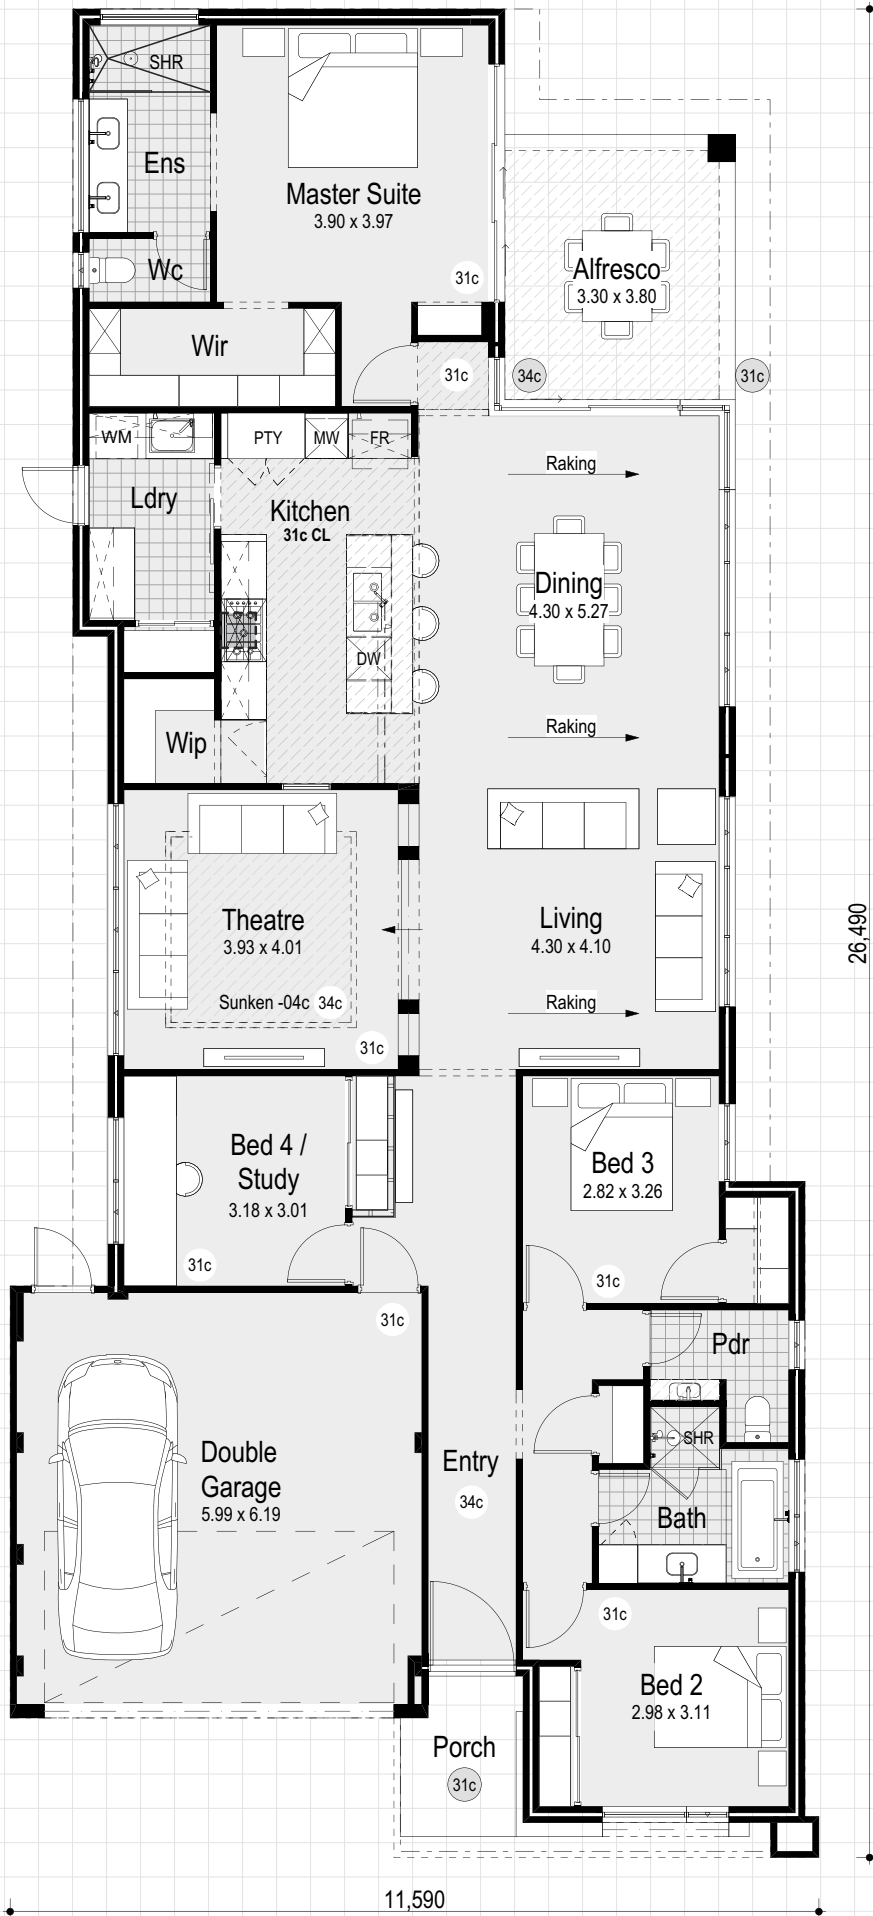 SHR
Ens
Master Suite
3.90 x 3.97
Wc
31c
Alfresco
3.30 x 3.80
Wir
31c
34c
31c
WM
PTY
MW
FR
Raking
Ldry
Kitchen
31c CL
Dining
4.30 x 5.27
DW
Raking
Wip
Theatre
3.93 x 4.01
Living
4.30 x 4.10
26,490
Sunken -04c
34c
Raking
31c
Bed 4 /
Study
3.18 x 3.01
Bed 3
2.82 x 3.26
31c
31c
31c
Pdr
SHR
Double
Garage
5.99 x 6.19
Entry
34c
Bath
31c
Bed 2
2.98 x 3.11
Porch
31c
11,590